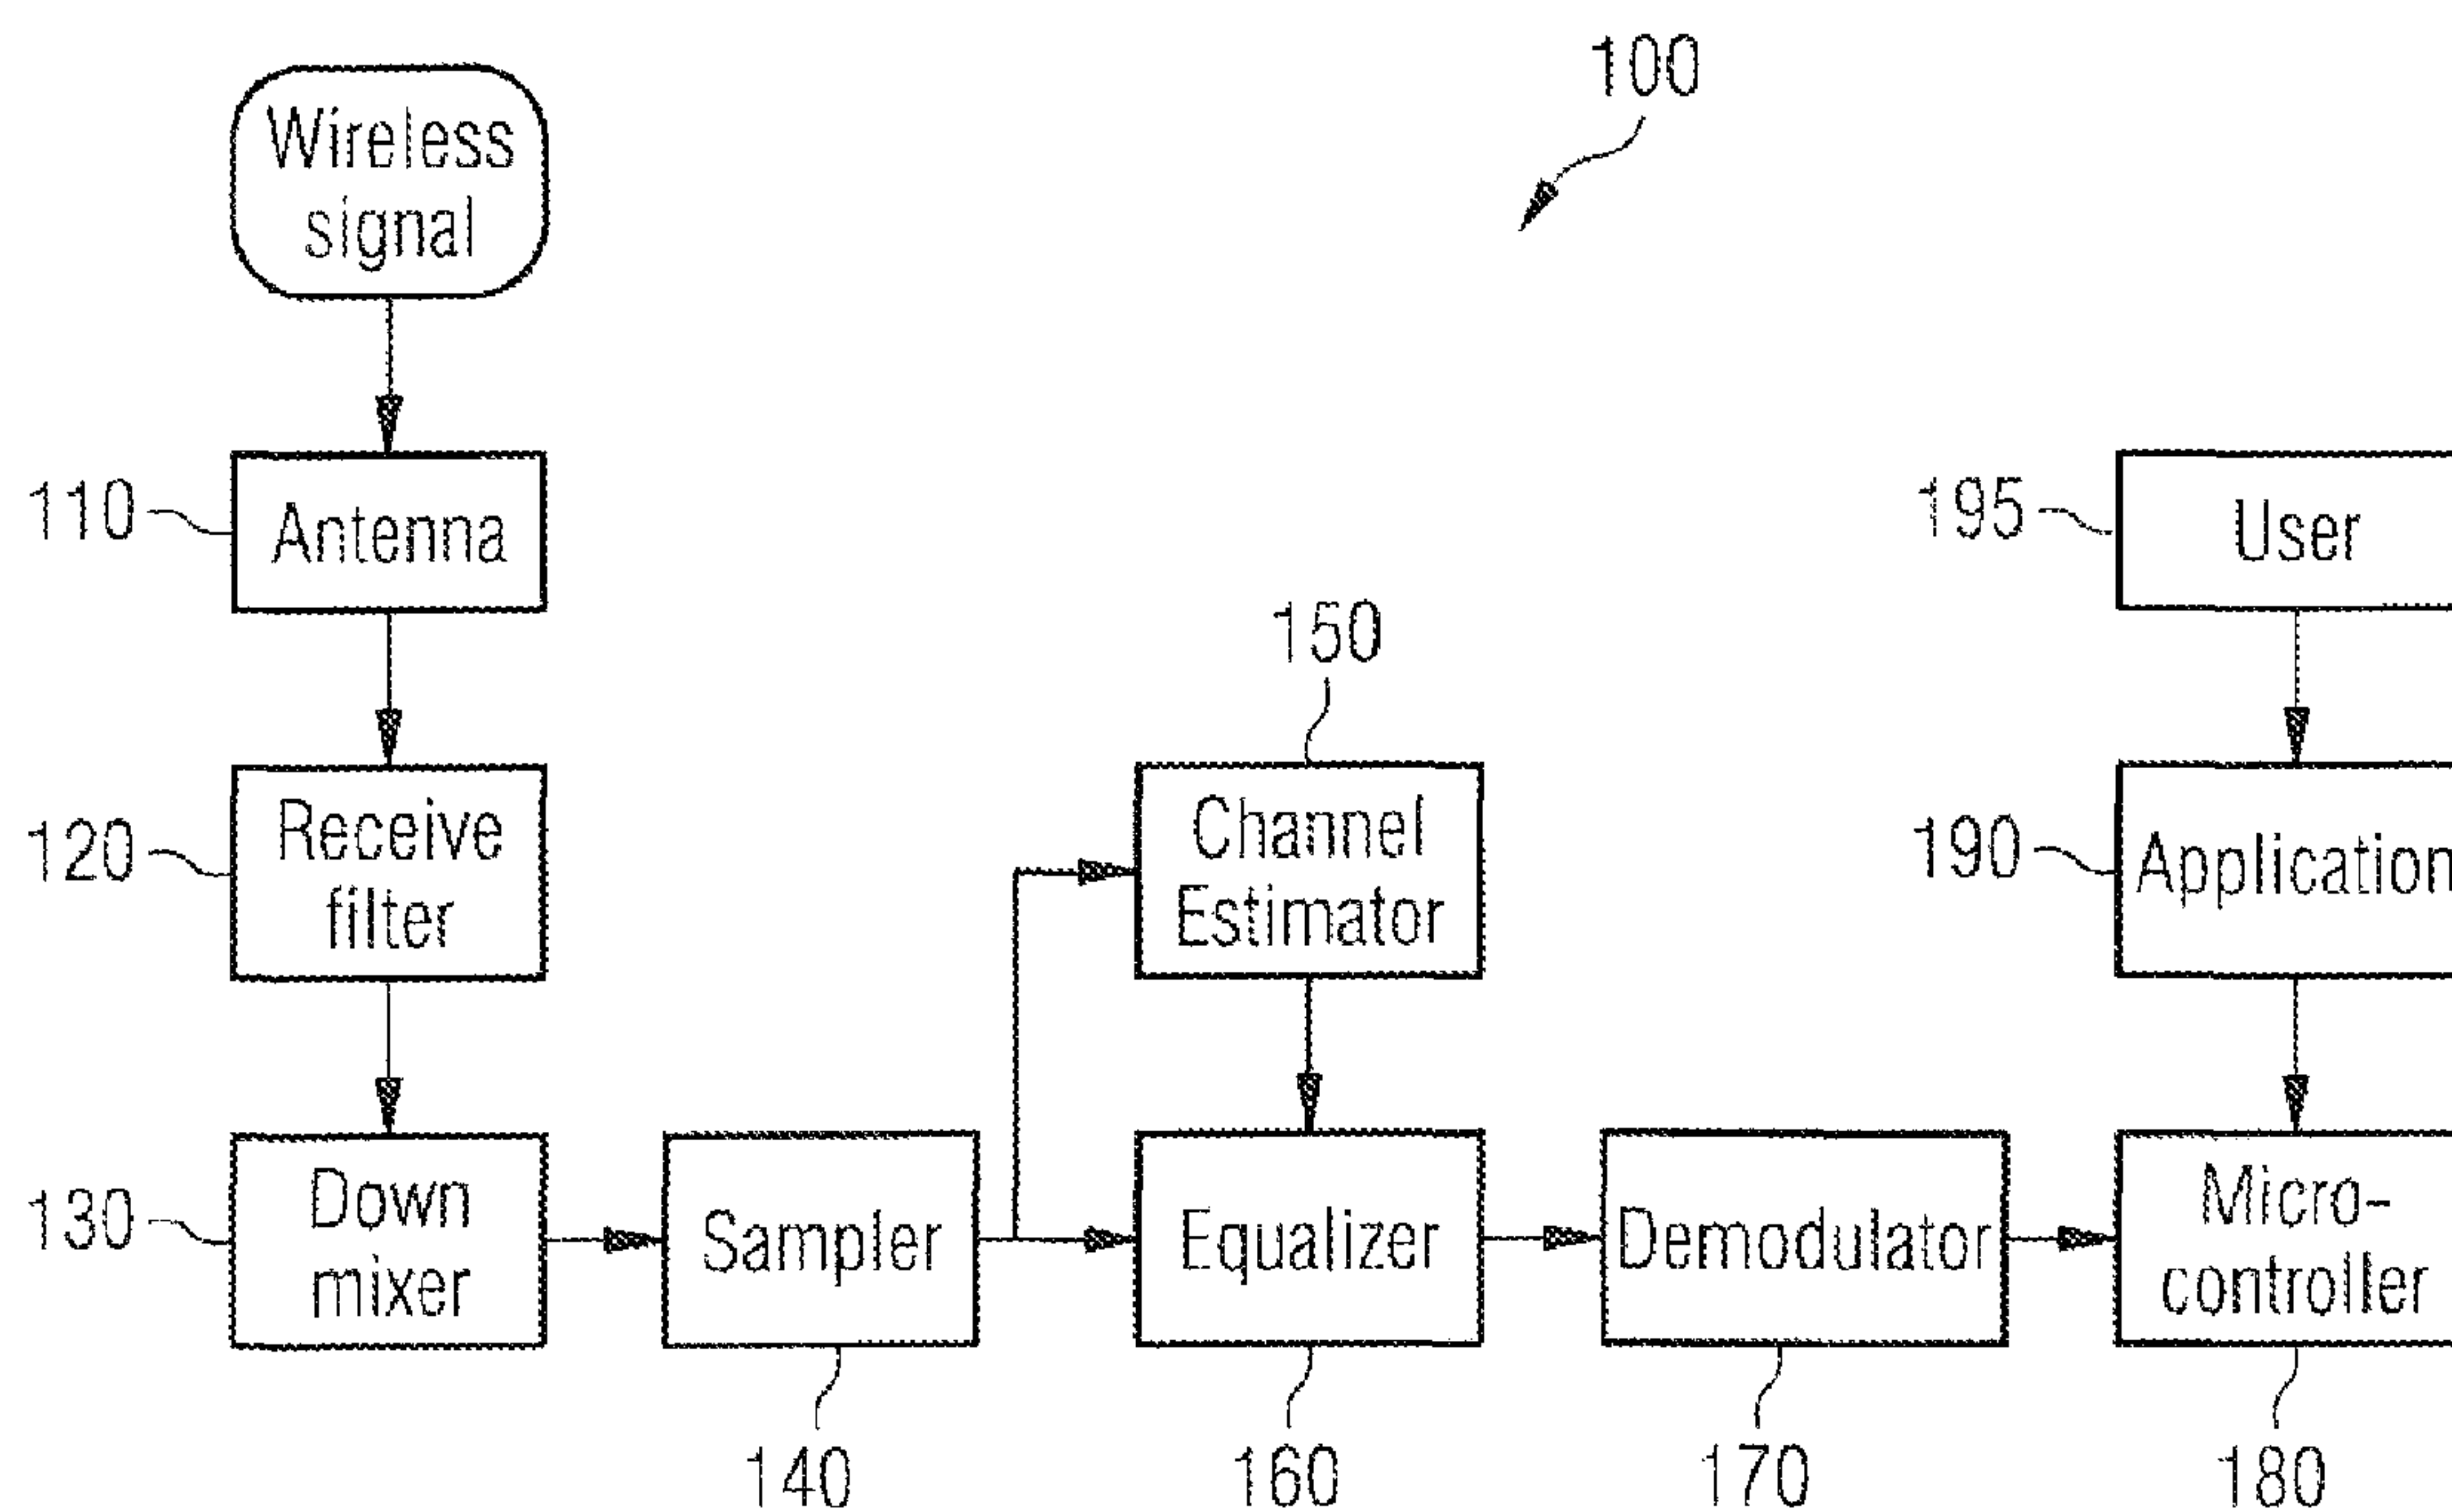 100
Wireless
signal
110
Antenna
195
User
150
120
Receive
filter
Channel
Estimator
190
Application
130
Down
mixer
Sampler
Equalizer
Demodulator
Micro-
controller
140
160
170
180